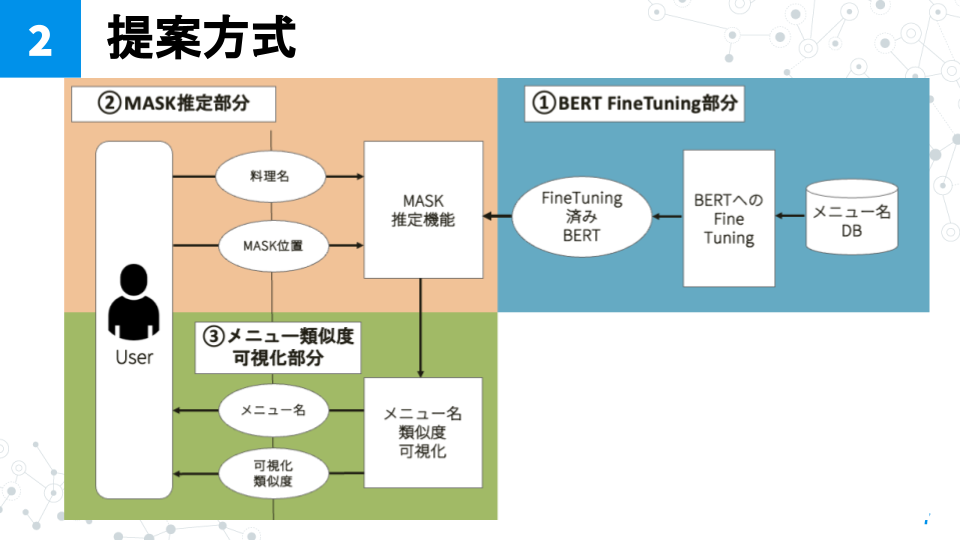 2
提案方式
②MASK推定部分
①BERT FineTuning部分
料理名
MASK位置
MASK
推定機能
FineTuning
済み
BERT
BERTへの
Fine
Tuning
メニュー名
DB
User
③メニュー類似度
可視化部分
メニュー名
可視化
類似度
メニュー名
類似度
可視化